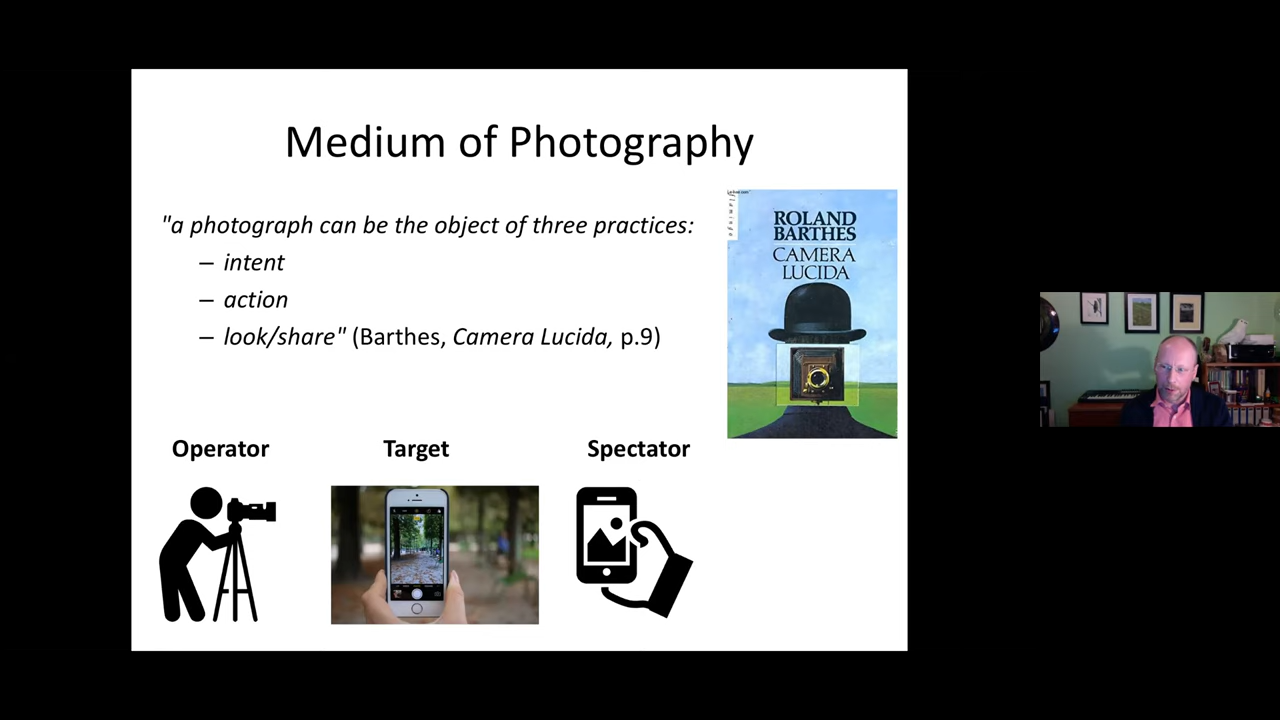 Medium of Photography
"a photograph can be the object of three practices:
– intent
– action
– look/share" (Barthes, Camera Lucida, p.9)
flamingo
ROLAND
BARTHES
CAMERA
LUCIDA
Operator
Target
Spectator